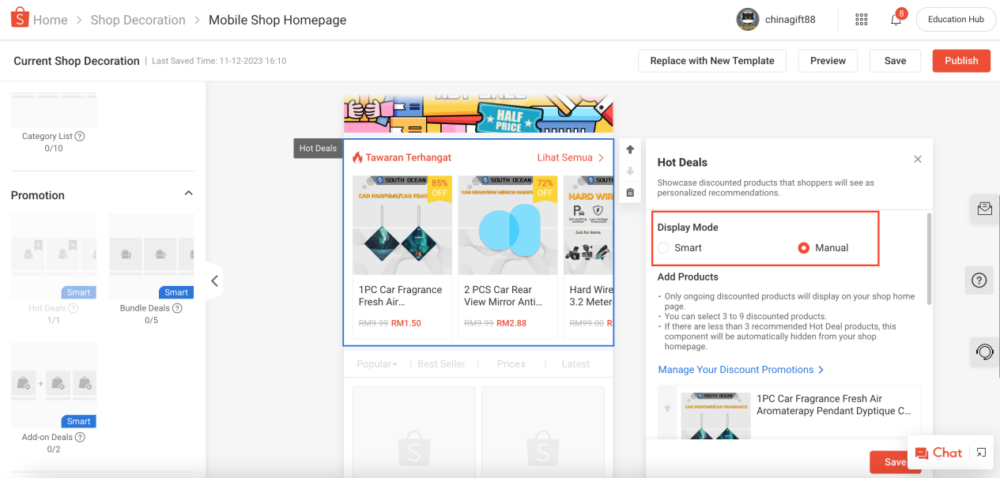 Home > Shop Decoration > Mobile Shop Homepage
chinagift88
8
Education Hub
Current Shop Decoration | Last Saved Time: 11-12-2023 16:10
Replace with New Template
Preview
Save
Publish
Category List
0/10
Promotion
Smart
Hot Deals
1/1
Smart
Bundle Deals
0/5
Smart
Add-on Deals
0/2
HALF
PRICE
Hot Deals
Tawaran Terhangat
Lihat Semua >
SOUTH OCEAN
85%
OFF
1PC Car Fragrance
Fresh Air...
RM9.99 RM1.50
SOUTH OCEAN
72%
OFF
2 PCS Car Rear
View Mirror Anti...
RM9.99 RM2.88
SOUTH OCEAN
HARD WIR
Suit for items
Hard Wire
3.2 Meter
RM99.00 R
Popular | Best Seller | Price | Latest
Hot Deals
Showcase discounted products that shoppers will see as
personalized recommendations.
Display Mode
Smart
Manual
Add Products
· Only ongoing discounted products will display on your shop home
page.
· You can select 3 to 9 discounted products.
· If there are less than 3 recommended Hot Deal products, this
component will be automatically hidden from your shop
homepage.
Manage Your Discount Promotions >
SOUTH OCEAN
CAR PARFUME/CAR FRAGRANCE
1PC Car Fragrance Fresh Air
Aromaterapy Pendant Dyptique C...
Save
Chat